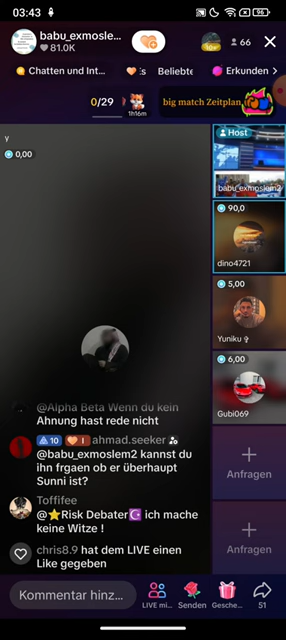 03:43
96
babu_exmosle...
81.0K
66
Chatten und Int...
Beliebte
Erkunden >
0/29
1h16m
big match Zeitplan
y
0,00
Host
babu_exmoslem2
90,0
dino4721
5,00
Yuniku
6,00
Gubi069
@Alpha Beta Wenn du kein
Ahnung hast rede nicht
10 I ahmad.seeker
@babu_exmoslem2 kannst du
ihn frgaen ob er überhaupt
Sunni ist?
Toffifee
@⭐Risk Debater☪️ ich mache
keine Witze !
chris8.9 hat dem LIVE einen
Like gegeben
Anfragen
Anfragen
Kommentar hinz...
LIVE mi...
Senden
Gesche...
51